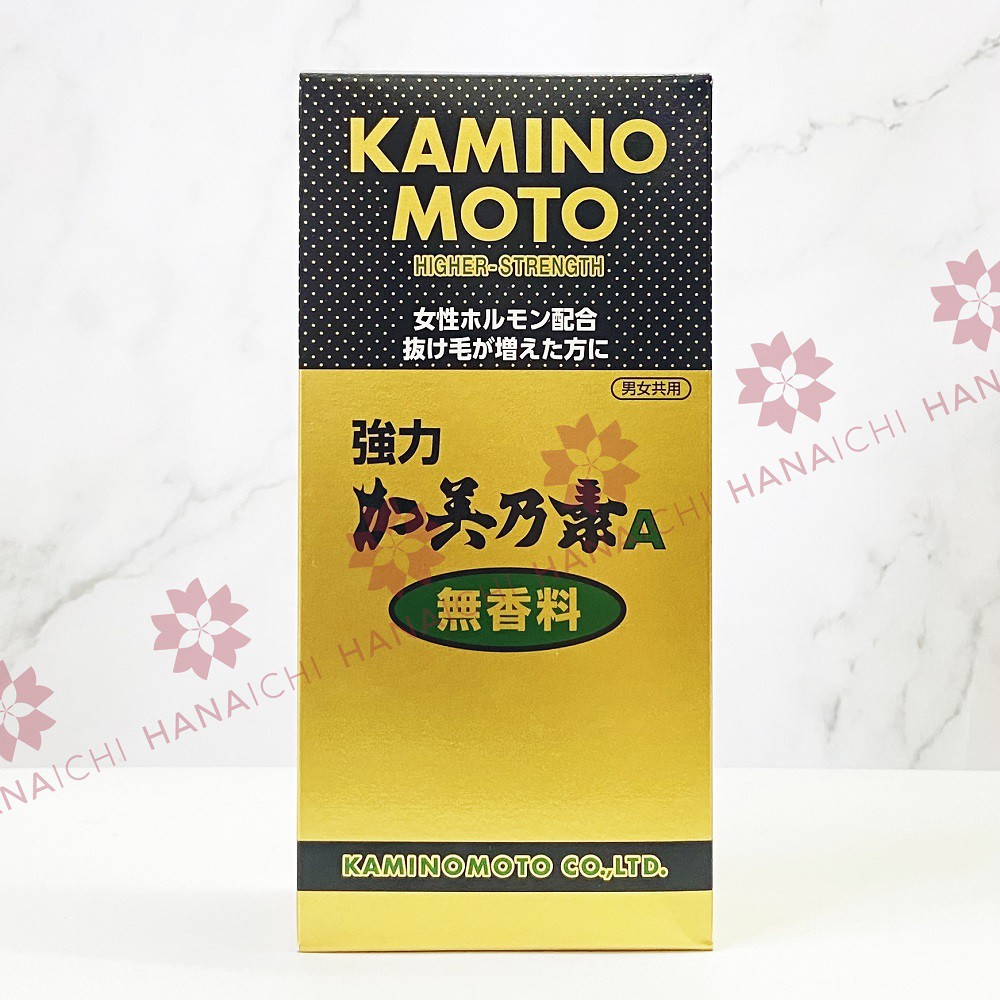 KAMINO
MOTO
HIGHER-STRENGTH
女性ホルモン配合
抜け毛が増えた方に
男女共用
強力
加美乃素A
無香料
KAMINOMOTO CO.,LTD.
HANAICHI HANAICHI HANAICHI HANAICHI HANAICHI